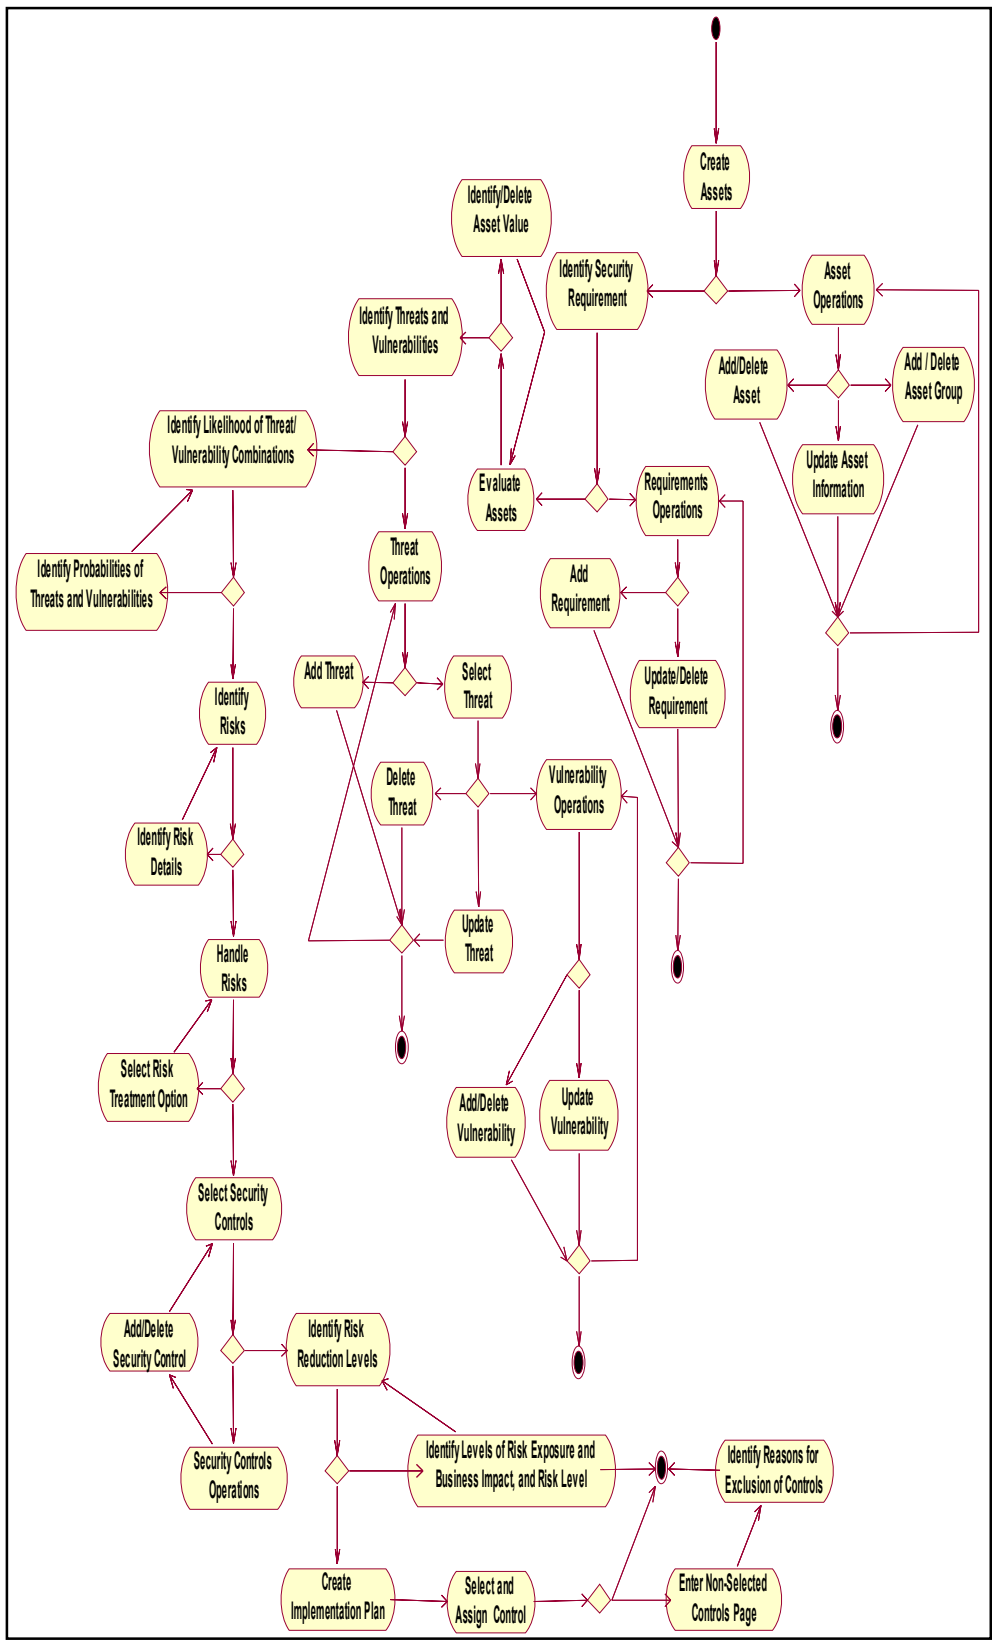 Create
Assets
Identify/Delete
Asset Value
Identify Security
Requirement
Asset
Operations
Identify Threats and
Vulnerabilities
Add/Delete
Asset
Add / Delete
Asset Group
Identify Likelihood of Threat/
Vulnerability Combinations
Update Asset
Information
Evaluate
Assets
Requirements
Operations
Threat
Operations
Identify Probabilities of
Threats and Vulnerabilities
Add
Requirement
Add Threat
Select
Threat
Update/Delete
Requirement
Identify
Risks
Delete
Threat
Vulnerability
Operations
Identify Risk
Details
Update
Threat
Handle
Risks
Select Risk
Treatment Option
Add/Delete
Vulnerability
Update
Vulnerability
Select Security
Controls
Add/Delete
Security Control
Identify Risk
Reduction Levels
Security Controls
Operations
Identify Levels of Risk Exposure and
Business Impact, and Risk Level
Identify Reasons for
Exclusion of Controls
Create
Implementation Plan
Select and
Assign Control
Enter Non-Selected
Controls Page